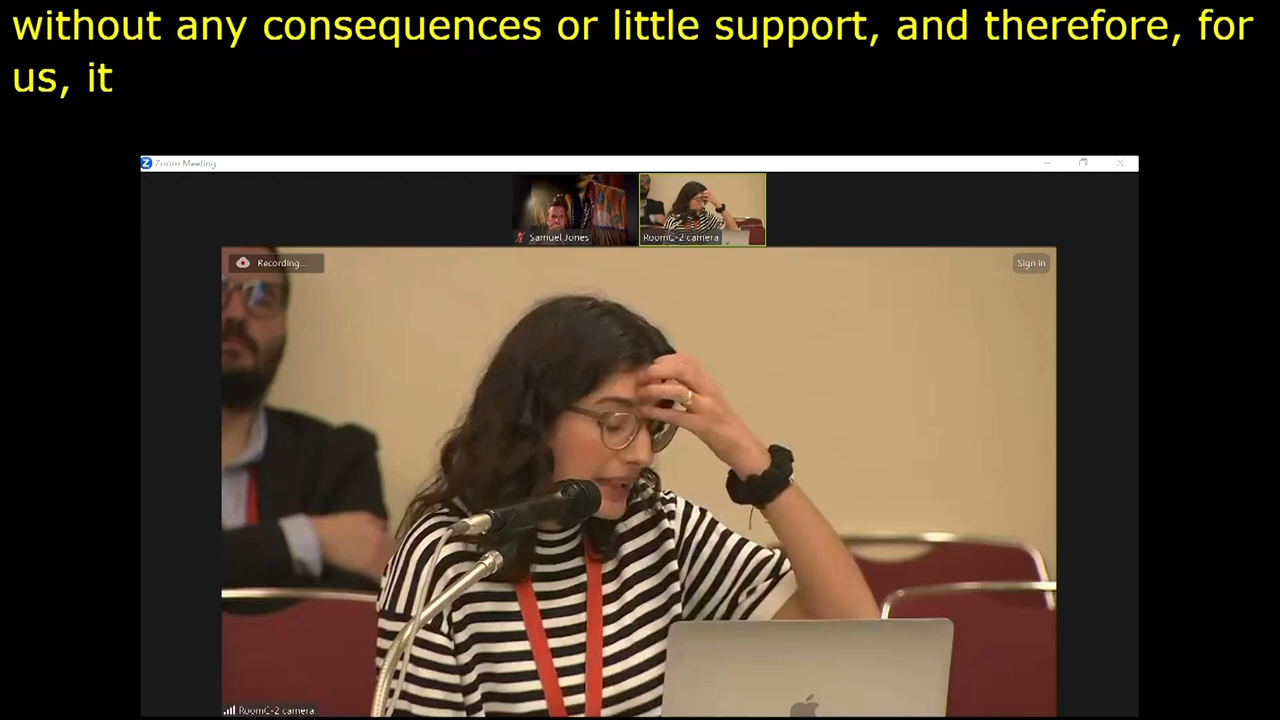 without any consequences or little support, and therefore, for
us, it
Zoom Meeting
Samuel Jones
RoomC-2 camera
Recording...
Sign in
RoomC-2 camera